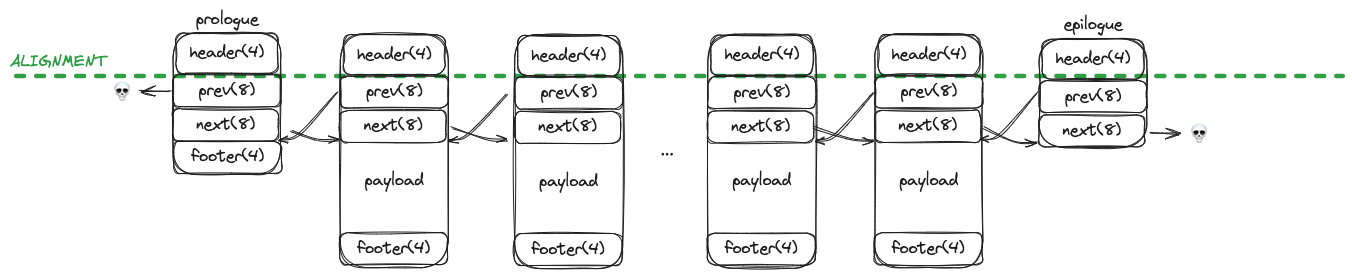 prologue
epilogue
ALIGNMENT
header(4)
header(4)
header(4)
header(4)
header(4)
header(4)
prev(8)
prev(8)
prev(8)
prev(8)
prev(8)
prev(8)
next(8)
next(8)
next(8)
next(8)
next(8)
next(8)
footer(4)
payload
payload
...
payload
payload
footer(4)
footer(4)
footer(4)
footer(4)